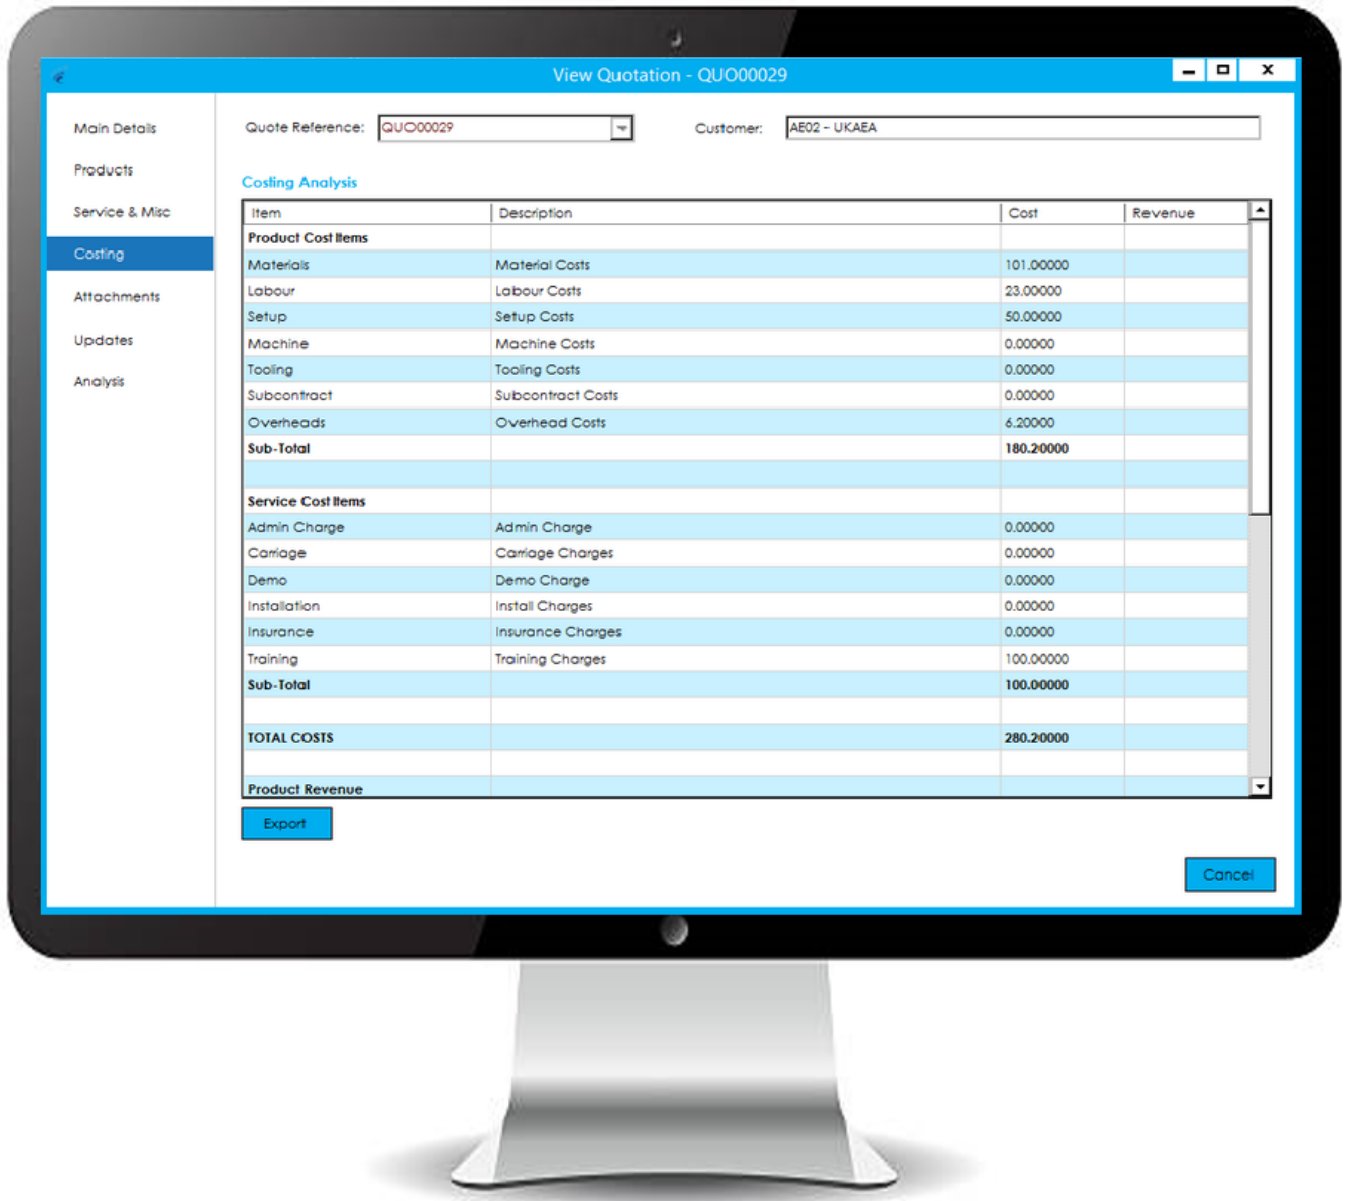 View Quotation - QUO00029
Main Details
Products
Service & Misc
Costing
Attachments
Updates
Analysis
Quote Reference: QUO00029 Customer: AE02 - UKAEA
Costing Analysis
Item Description Cost Revenue
Product Cost Items
Materials Material Costs 101.00000
Labour Labour Costs 23.00000
Setup Setup Costs 50.00000
Machine Machine Costs 0.00000
Tooling Tooling Costs 0.00000
Subcontract Subcontract Costs 0.00000
Overheads Overhead Costs 6.20000
Sub-Total 180.20000
Service Cost Items
Admin Charge Admin Charge 0.00000
Carriage Carriage Charges 0.00000
Demo Demo Charge 0.00000
Installation Install Charges 0.00000
Insurance Insurance Charges 0.00000
Training Training Charges 100.00000
Sub-Total 100.00000
TOTAL COSTS 280.20000
Product Revenue
Export
Cancel